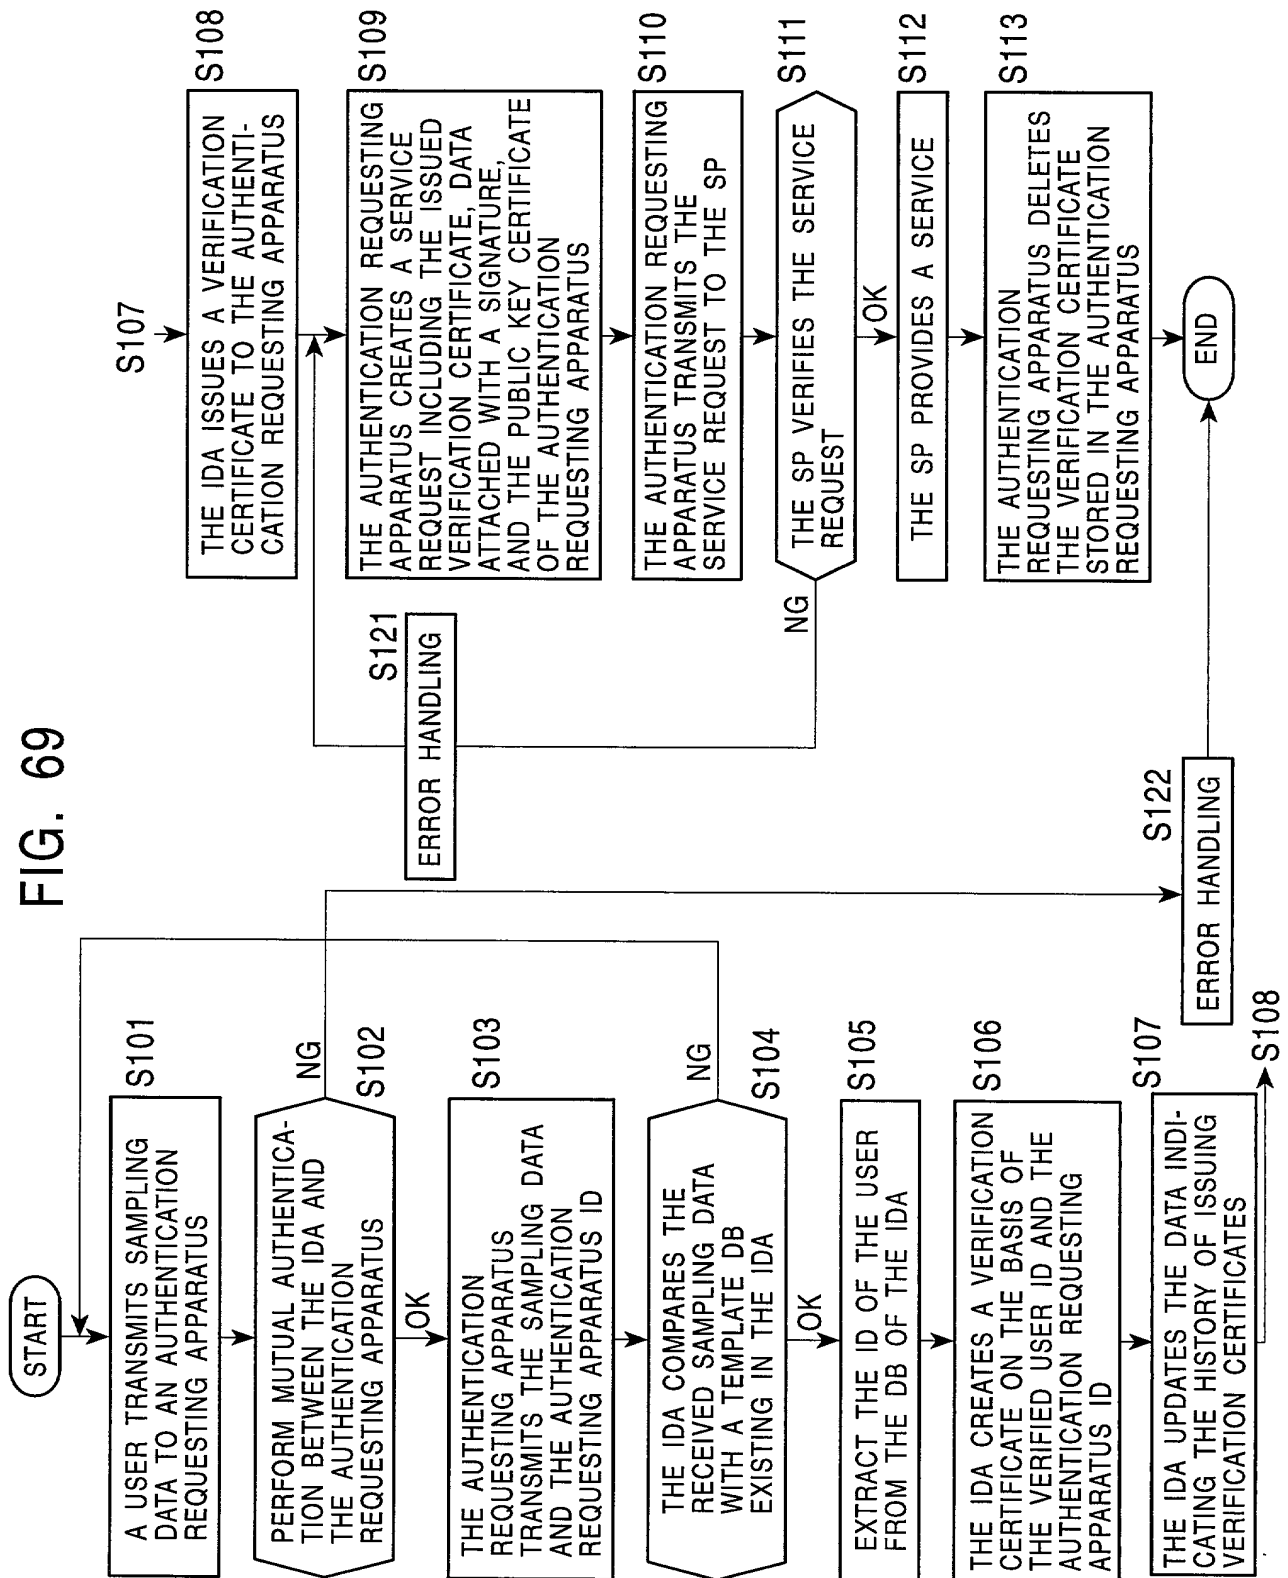 FIG. 69
START
S101
A USER TRANSMITS SAMPLING
DATA TO AN AUTHENTICATION
REQUESTING APPARATUS
S102
PERFORM MUTUAL AUTHENTICA-
TION BETWEEN THE IDA AND
THE AUTHENTICATION
REQUESTING APPARATUS
NG
OK
S103
THE AUTHENTICATION
REQUESTING APPARATUS
TRANSMITS THE SAMPLING DATA
AND THE AUTHENTICATION
REQUESTING APPARATUS ID
S104
THE IDA COMPARES THE
RECEIVED SAMPLING DATA
WITH A TEMPLATE DB
EXISTING IN THE IDA
NG
OK
S105
EXTRACT THE ID OF THE USER
FROM THE DB OF THE IDA
S106
THE IDA CREATES A VERIFICATION
CERTIFICATE ON THE BASIS OF
THE VERIFIED USER ID AND THE
AUTHENTICATION REQUESTING
APPARATUS ID
S107
THE IDA UPDATES THE DATA INDI-
CATING THE HISTORY OF ISSUING
VERIFICATION CERTIFICATES
S108
S107
S108
THE IDA ISSUES A VERIFICATION
CERTIFICATE TO THE AUTHENTI-
CATION REQUESTING APPARATUS
S109
THE AUTHENTICATION REQUESTING
APPARATUS CREATES A SERVICE
REQUEST INCLUDING THE ISSUED
VERIFICATION CERTIFICATE, DATA
ATTACHED WITH A SIGNATURE,
AND THE PUBLIC KEY CERTIFICATE
OF THE AUTHENTICATION
REQUESTING APPARATUS
S110
THE AUTHENTICATION REQUESTING
APPARATUS TRANSMITS THE
SERVICE REQUEST TO THE SP
S111
THE SP VERIFIES THE SERVICE
REQUEST
NG
OK
S121
ERROR HANDLING
S112
THE SP PROVIDES A SERVICE
S113
THE AUTHENTICATION
REQUESTING APPARATUS DELETES
THE VERIFICATION CERTIFICATE
STORED IN THE AUTHENTICATION
REQUESTING APPARATUS
S122
ERROR HANDLING
END